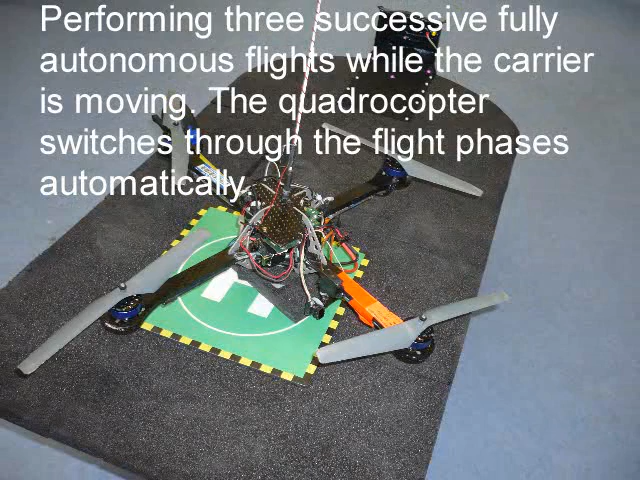 Performing three successive fully
autonomous flights while the carrier
is moving. The quadrocopter
switches through the flight phases
automatically.